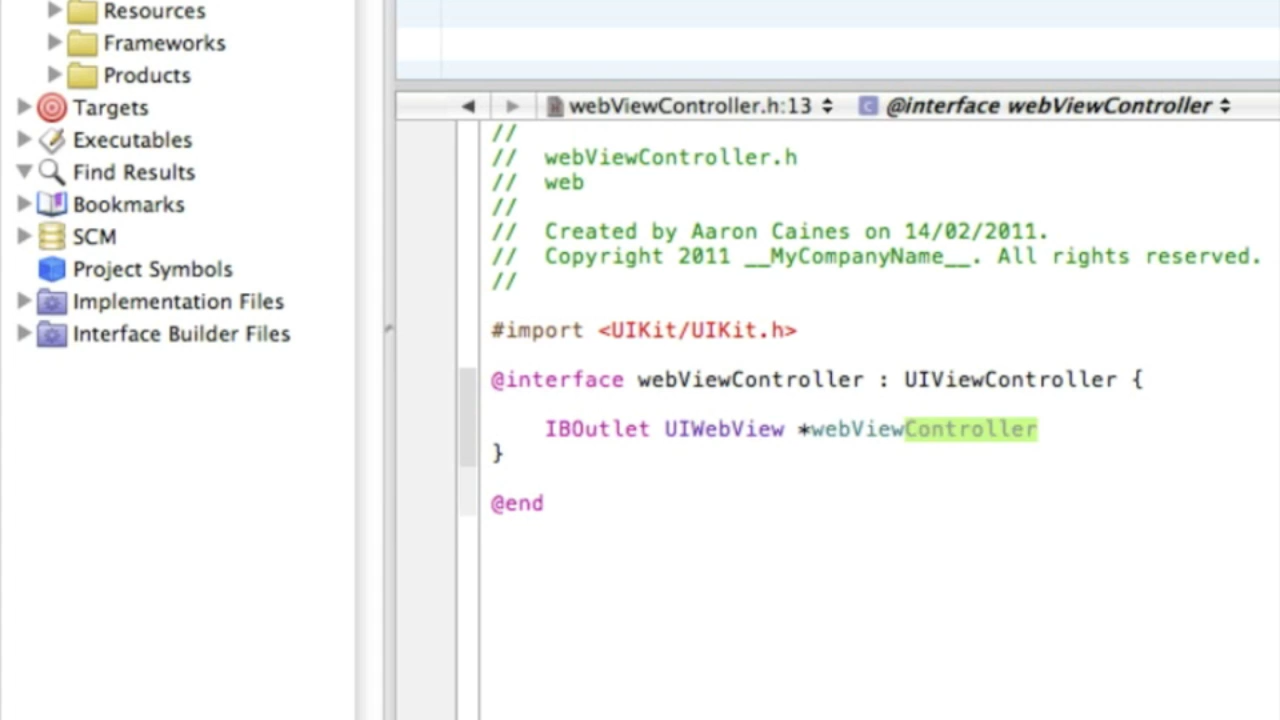 Resources
Frameworks
Products
Targets
Executables
Find Results
Bookmarks
SCM
Project Symbols
Implementation Files
Interface Builder Files
webViewController.h:13 @interface webViewController
//
// webViewController.h
// web
//
// Created by Aaron Caines on 14/02/2011.
// Copyright 2011 __MyCompanyName__. All rights reserved.
//
#import <UIKit/UIKit.h>
@interface webViewController : UIViewController {
IBOutlet UIWebView *webViewController
}
@end